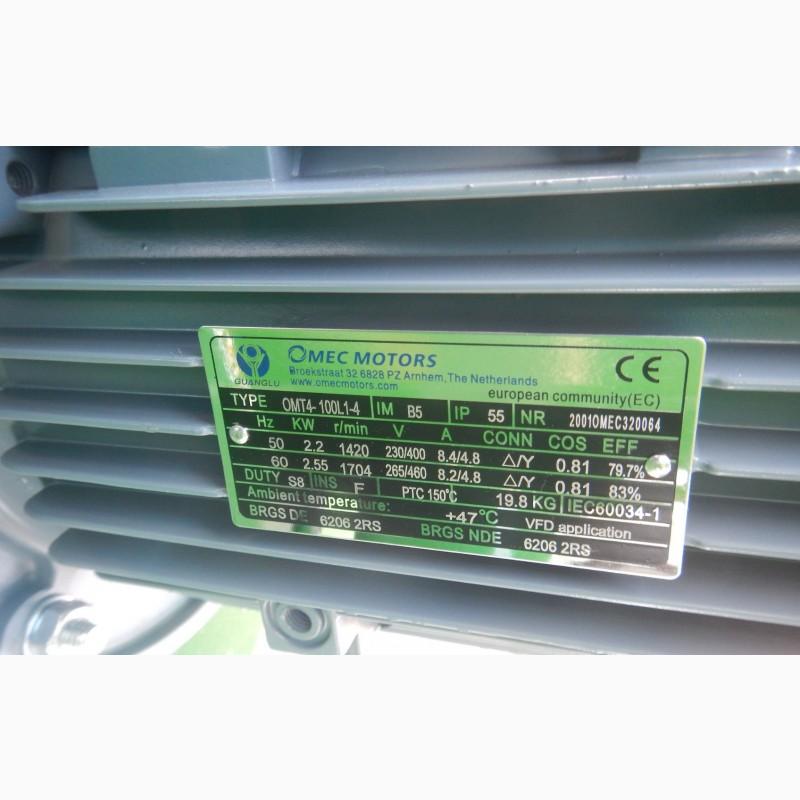 GUANGLU
OMEC MOTORS
Broekstraat 32 6828 PZ Arnhem, The Netherlands
www.omecmotors.com
CE
european community(EC)
TYPE OMT4-100L1-4 IM B5 IP 55 NR 2001OMEC320064
Hz KW r/min V A CONN COS EFF
50 2.2 1420 230/400 8.4/4.8 △/Y 0.81 79.7%
60 2.55 1704 265/460 8.2/4.8 △/Y 0.81 83%
DUTY S8 INS F PTC 150℃ 19.8 KG IEC60034-1
Ambient temperature: +47℃ VFD application
BRGS DE 6206 2RS BRGS NDE 6206 2RS